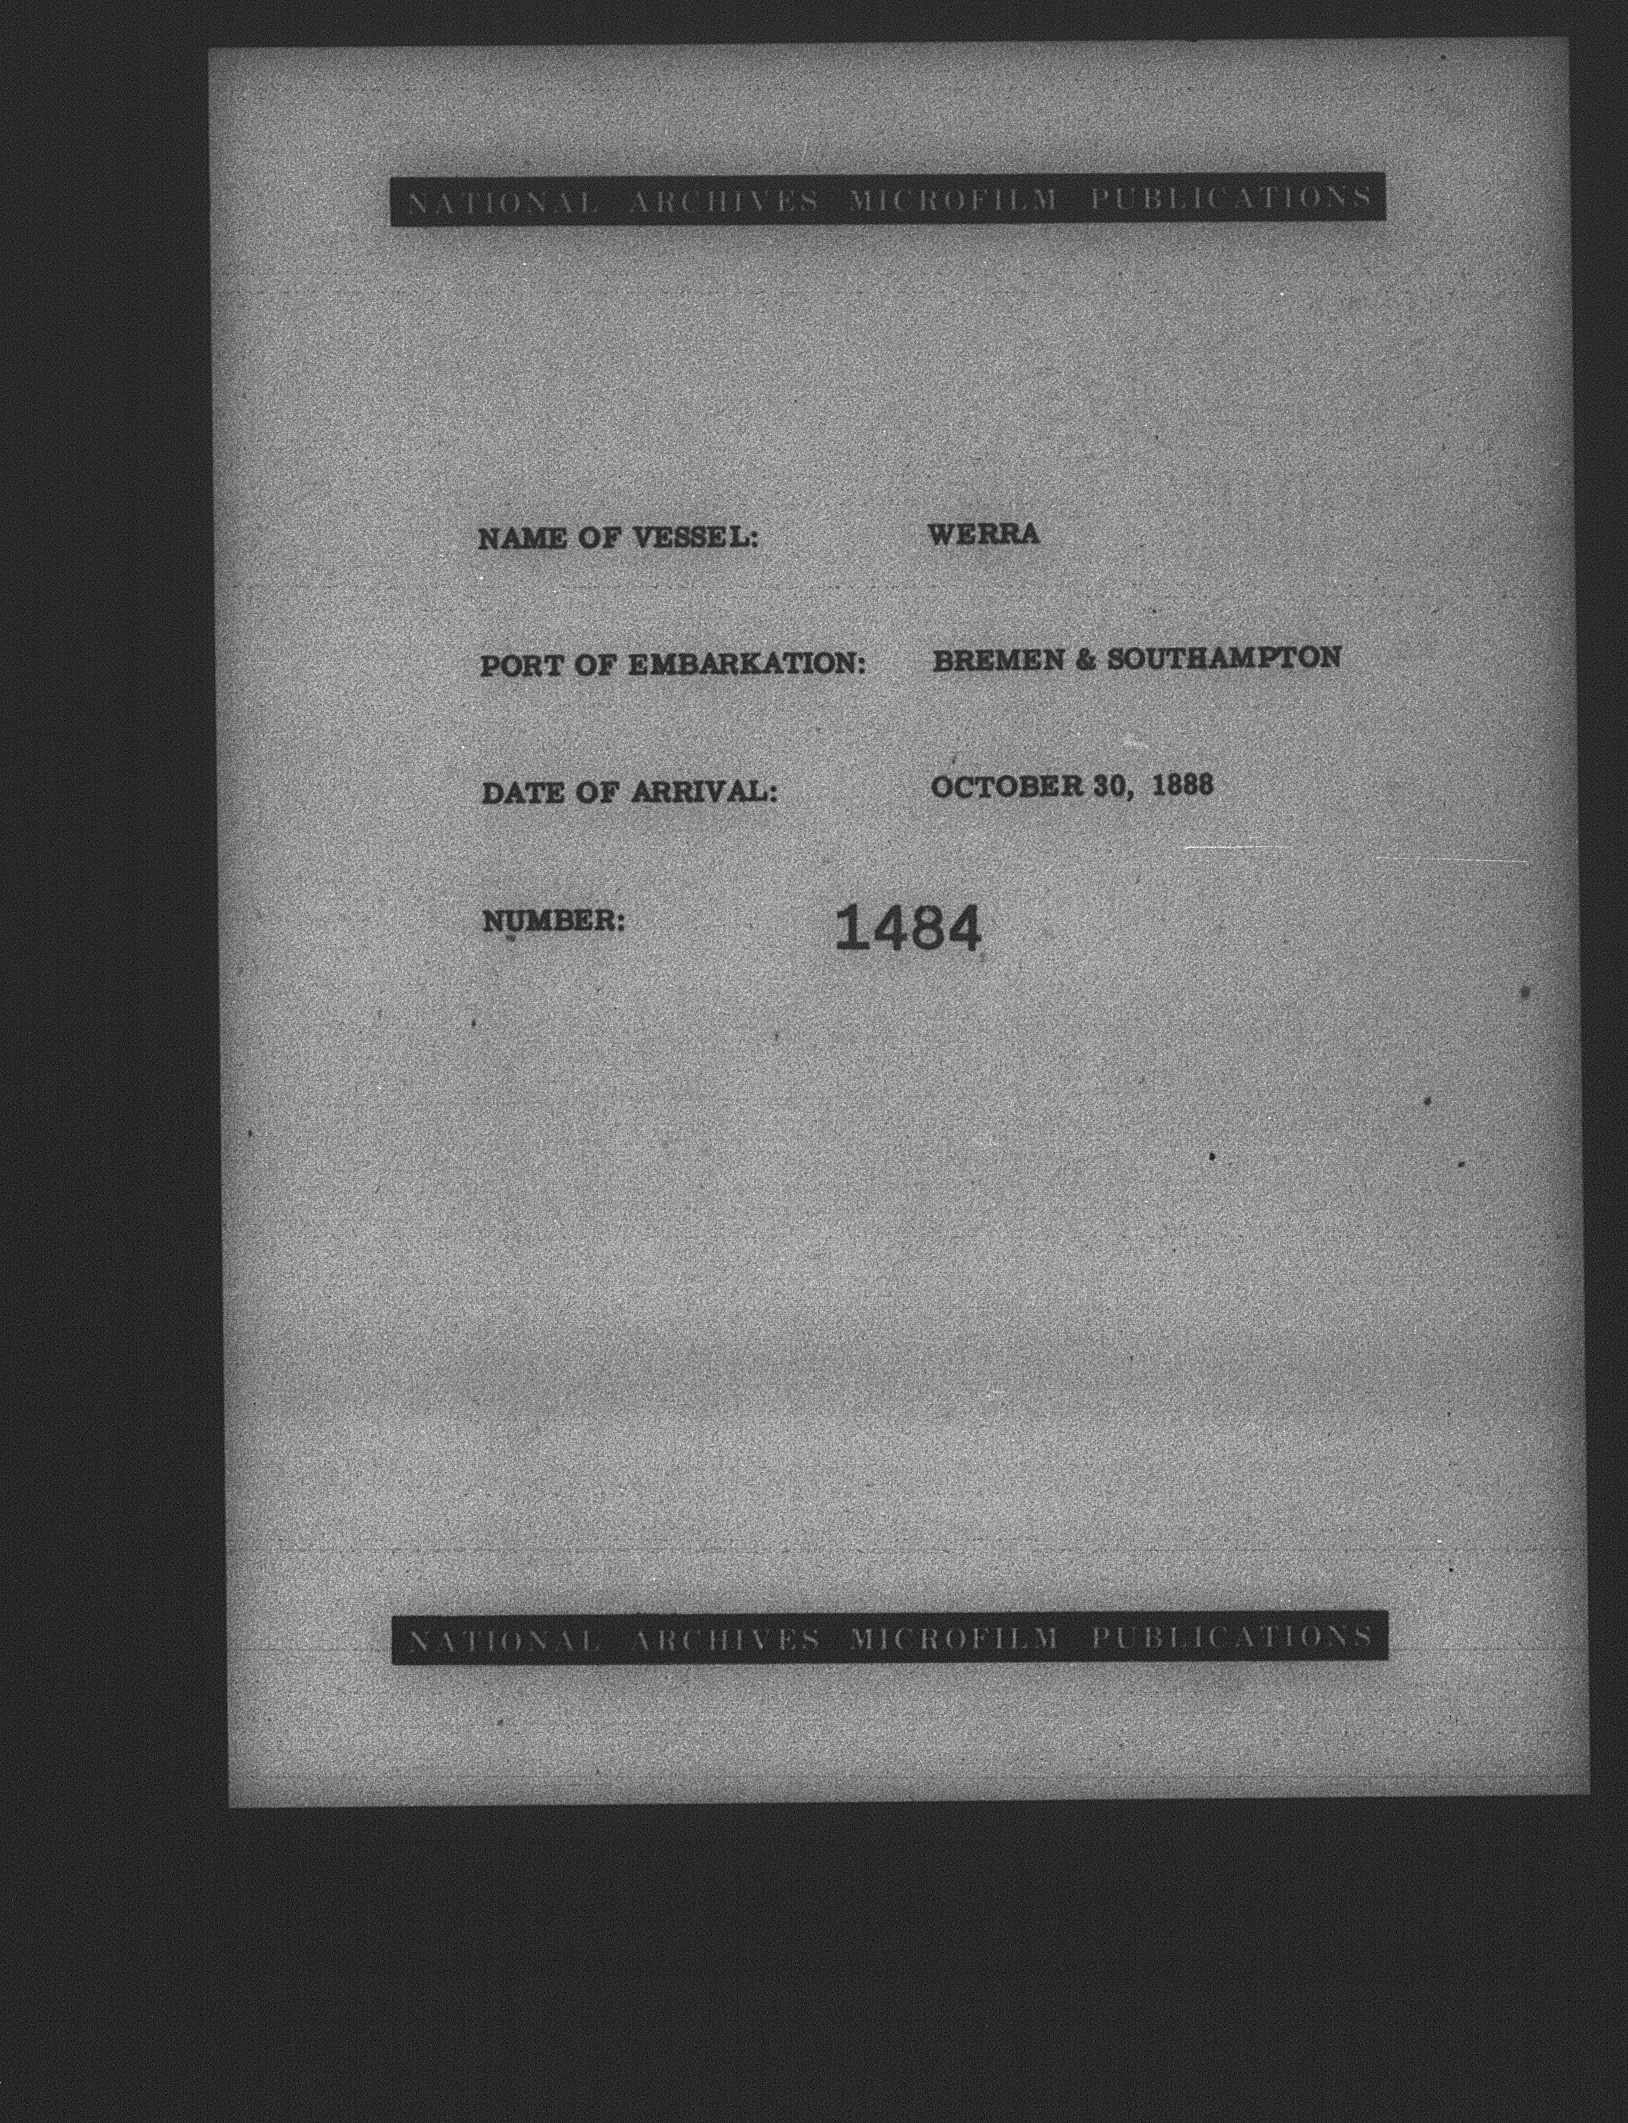 NATIONAL ARCHIVES MICROFILM PUBLICATIONS
NAME OF VESSEL: WERRA
PORT OF EMBARKATION: BREMEN & SOUTHAMPTON
DATE OF ARRIVAL: OCTOBER 30, 1888
NUMBER: 1484
NATIONAL ARCHIVES MICROFILM PUBLICATIONS